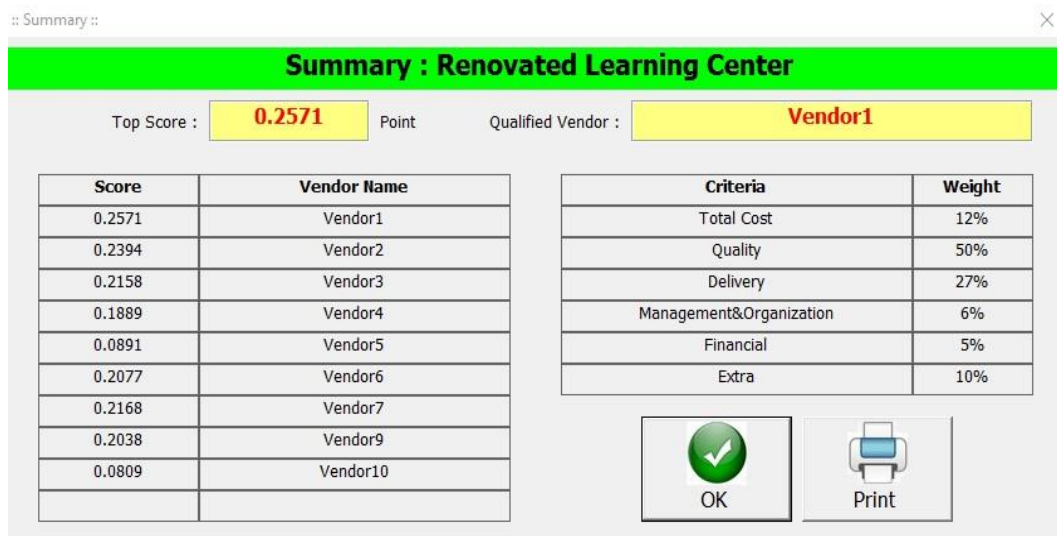 :: Summary ::
Summary : Renovated Learning Center
Top Score : 0.2571 Point Qualified Vendor : Vendor1
Score Vendor Name
0.2571 Vendor1
0.2394 Vendor2
0.2158 Vendor3
0.1889 Vendor4
0.0891 Vendor5
0.2077 Vendor6
0.2168 Vendor7
0.2038 Vendor9
0.0809 Vendor10
Criteria Weight
Total Cost 12%
Quality 50%
Delivery 27%
Management&Organization 6%
Financial 5%
Extra 10%
OK Print